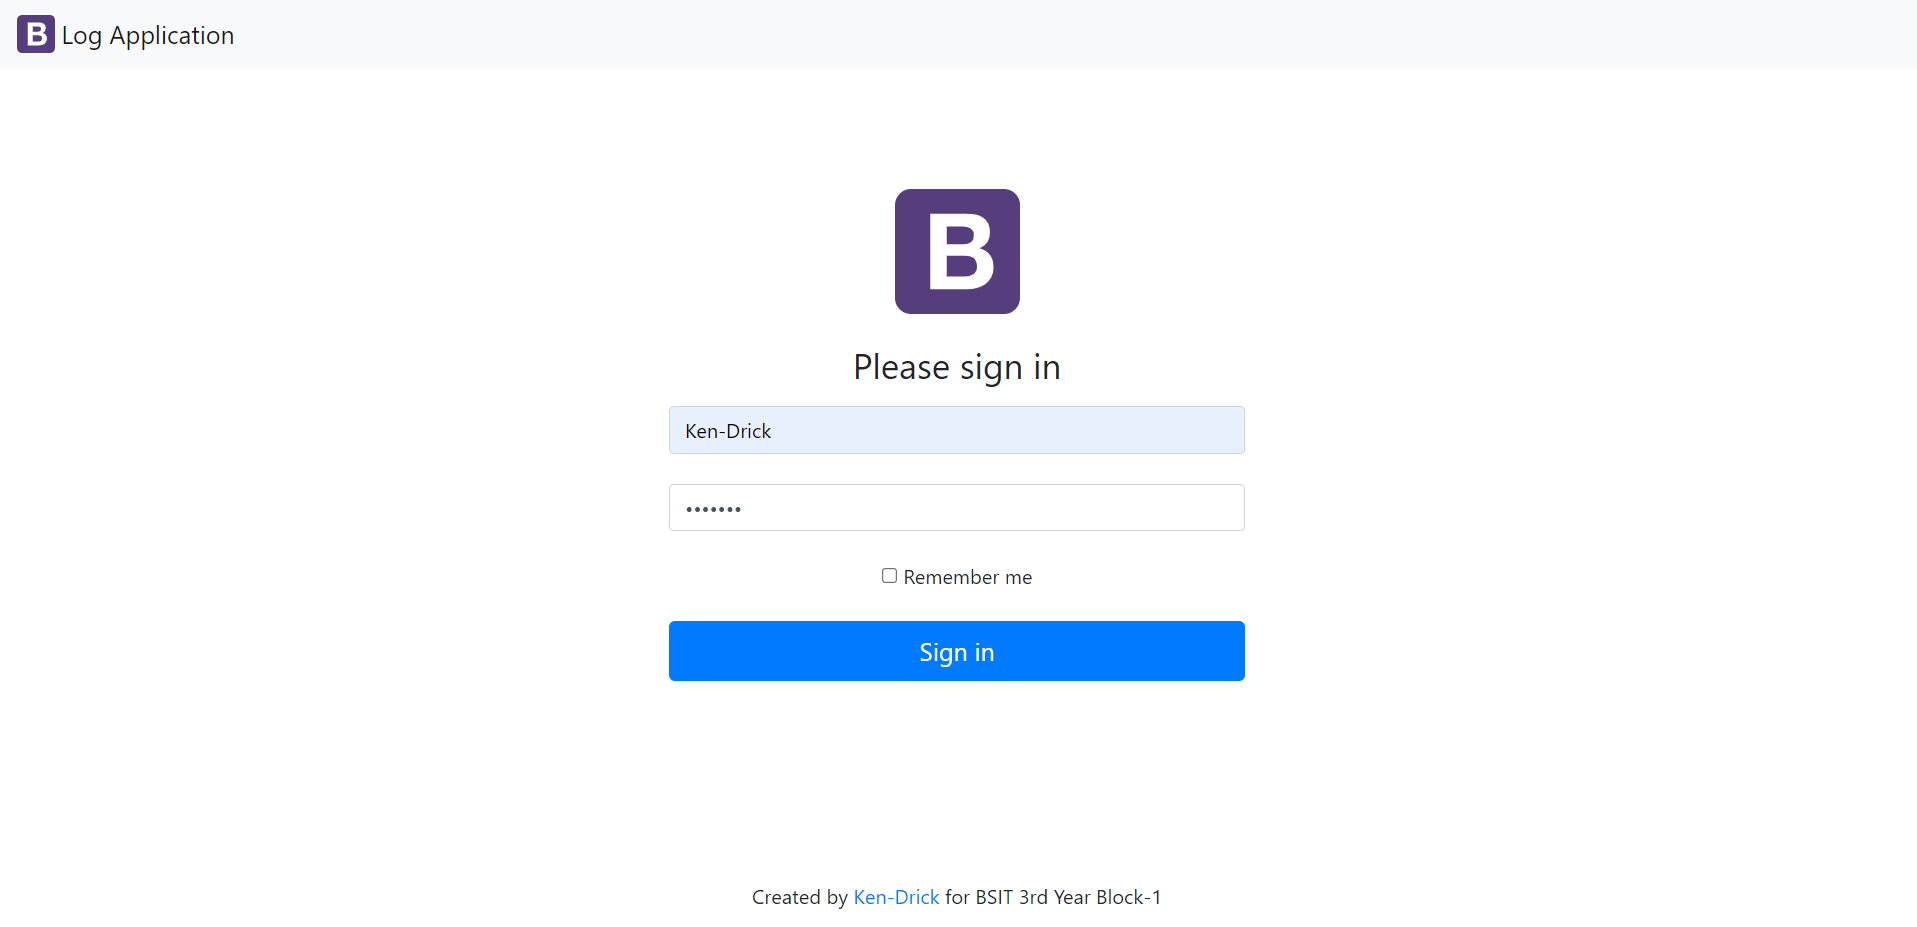 B Log Application
B
Please sign in
Ken-Drick
•••••••
Remember me
Sign in
Created by Ken-Drick for BSIT 3rd Year Block-1